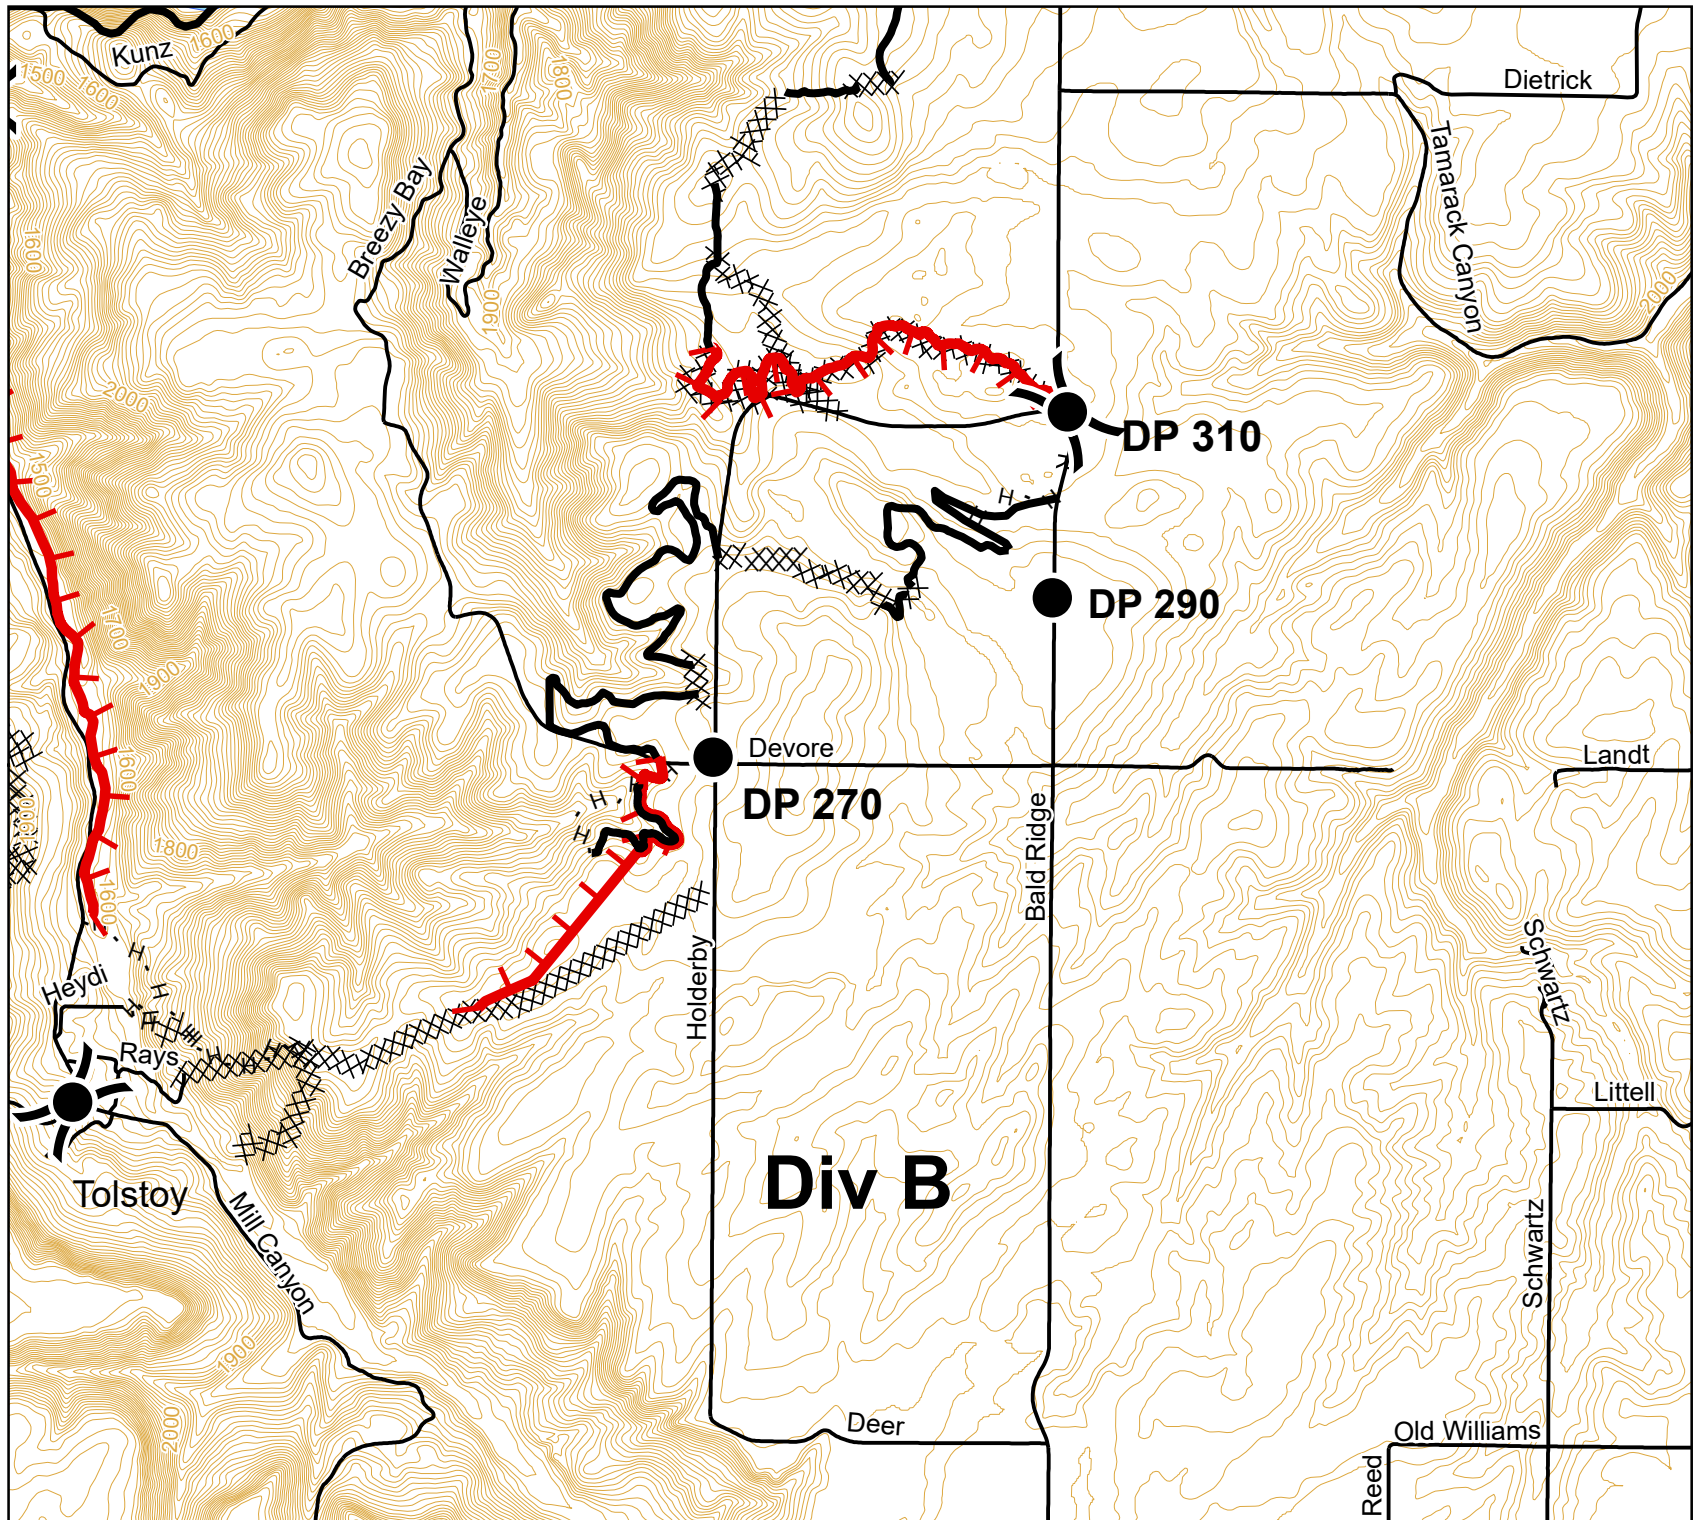 Kunz
1600
1500
1600
1700
1800
Dietrick
Tamarack Canyon
Breezy Bay
Walleye
1600
1900
2000
2000
DP 310
1500
H
H
DP 290
1700
1900
Devore
Landt
1600
DP 270
H
H
H
1900
1800
Bald Ridge
1600
H
H
Heydi
Holderby
Schwartz
H
H
H
H
Rays
Littell
Div B
Tolstoy
Mill Canyon
Schwartz
1900
2000
Deer
Old Williams
Reed